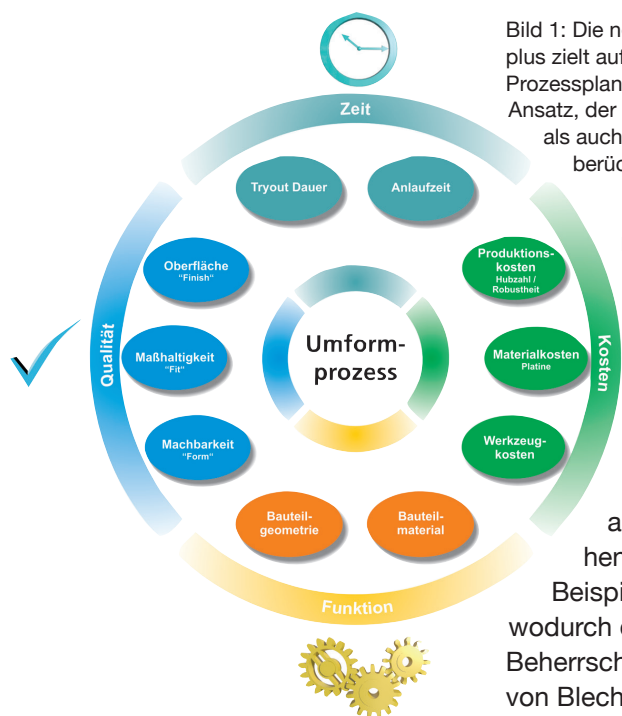 Bild 1: Die
plus zielt auf
Prozessplan
Ansatz, der
als auch
Zeit
Tryout Dauer
Anlaufzeit
Oberfläche
"Finish"
Maßhaltigkeit
"Fit"
Machbarkeit
"Form"
Qualität
Umform-
prozess
Produktions-
kosten
Hubzahl /
Robustheit
Materialkosten
Platine
Werkzeug-
kosten
Kosten
Bauteil-
geometrie
Bauteil-
material
Funktion
hen
Beispi
wodurch
Beherrsch
von Blech